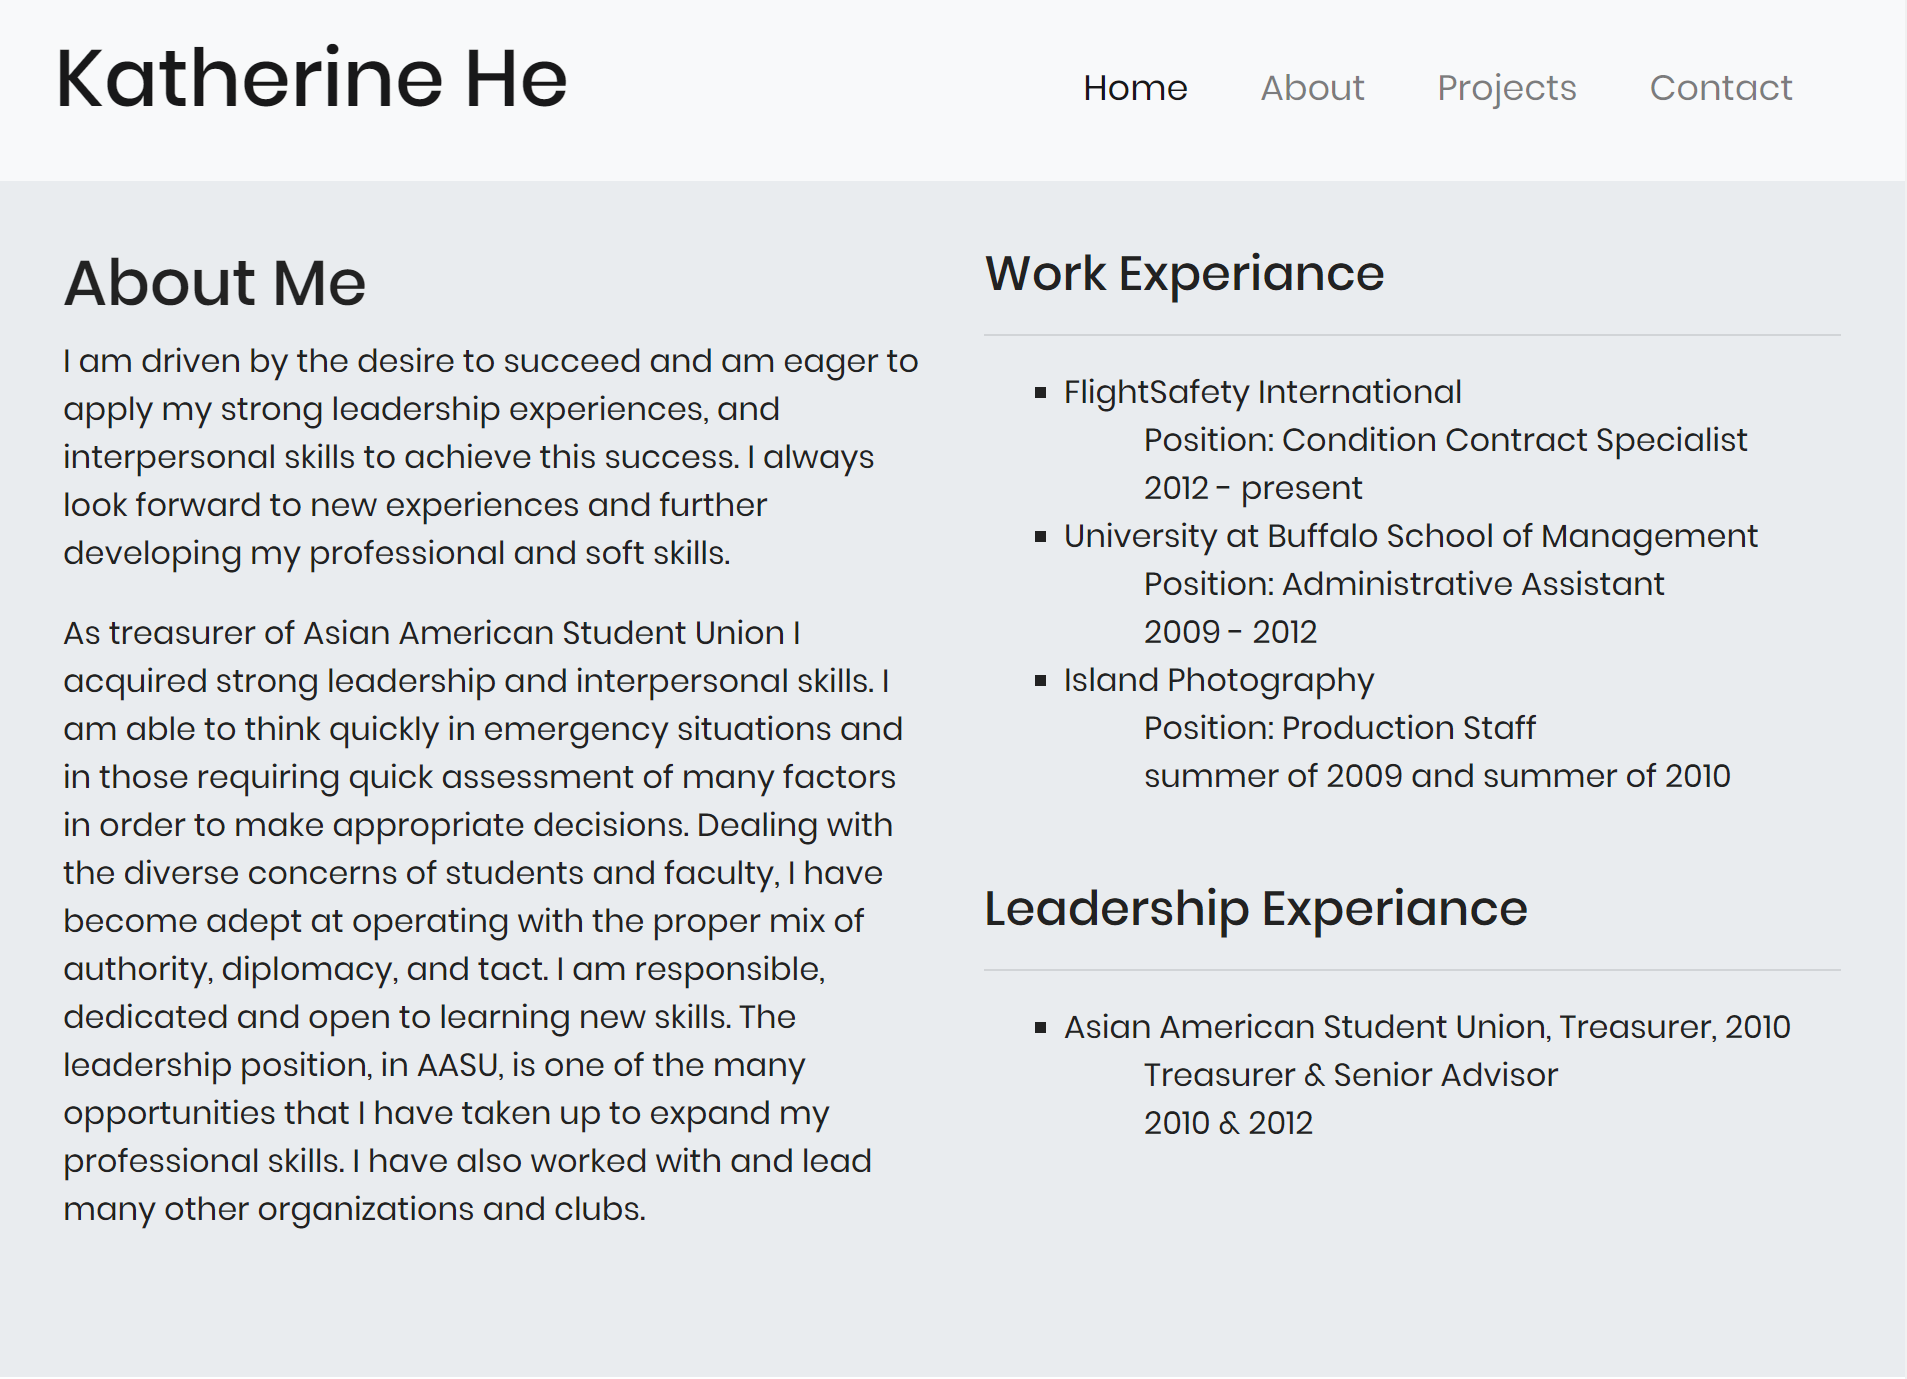 Katherine He
Home About Projects Contact
About Me
I am driven by the desire to succeed and am eager to
apply my strong leadership experiences, and
interpersonal skills to achieve this success. I always
look forward to new experiences and further
developing my professional and soft skills.
As treasurer of Asian American Student Union I
acquired strong leadership and interpersonal skills. I
am able to think quickly in emergency situations and
in those requiring quick assessment of many factors
in order to make appropriate decisions. Dealing with
the diverse concerns of students and faculty, I have
become adept at operating with the proper mix of
authority, diplomacy, and tact. I am responsible,
dedicated and open to learning new skills. The
leadership position, in AASU, is one of the many
opportunities that I have taken up to expand my
professional skills. I have also worked with and lead
many other organizations and clubs.
Work Experiance
FlightSafety International
Position: Condition Contract Specialist
2012 - present
University at Buffalo School of Management
Position: Administrative Assistant
2009 - 2012
Island Photography
Position: Production Staff
summer of 2009 and summer of 2010
Leadership Experiance
Asian American Student Union, Treasurer, 2010
Treasurer & Senior Advisor
2010 & 2012